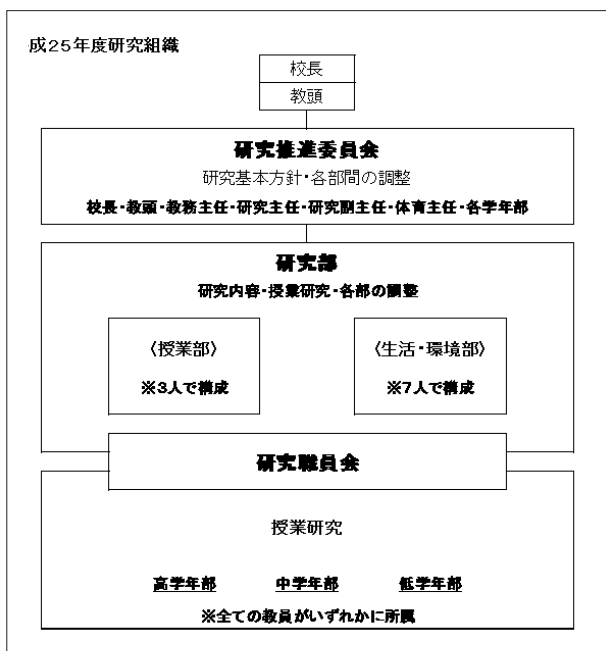 成25年度研究組織
校長
教頭
研究推進委員会
研究基本方針・各部間の調整
校長・教頭・教務主任・研究主任・研究副主任・体育主任・各学年部
研究部
研究内容・授業研究・各部の調整
〈授業部〉
※3人で構成
〈生活・環境部〉
※7人で構成
研究職員会
授業研究
高学年部 中学年部 低学年部
※全ての教員がいずれかに所属